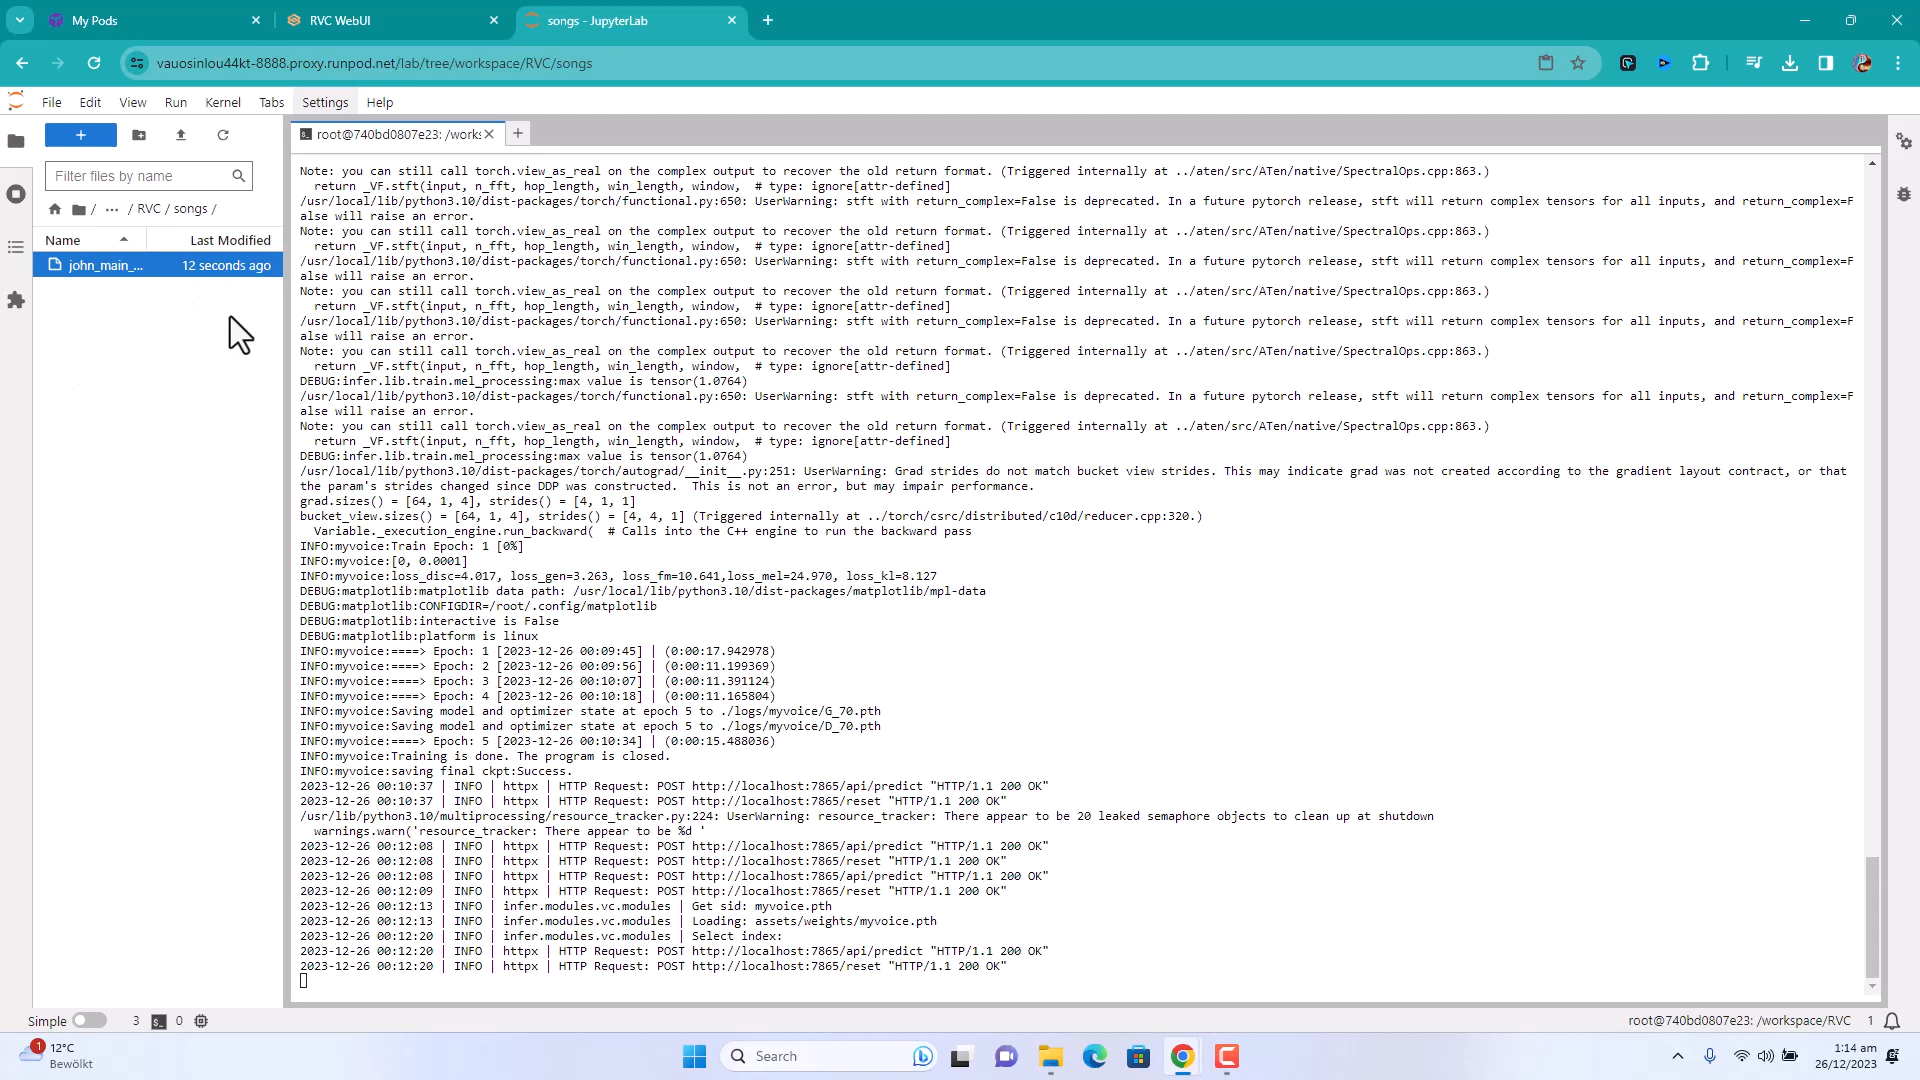 My Pods
RVC WebUI
songs - JupyterLab
vauosinlou44kt-8888.proxy.runpod.net/lab/tree/workspace/RVC/songs
File Edit View Run Kernel Tabs Settings Help
root@740bd0807e23: /works
Filter files by name
/ ··· / RVC / songs /
Name Last Modified
john_main_... 12 seconds ago
Note: you can still call torch.view_as_real on the complex output to recover the old return format. (Triggered internally at ../aten/src/ATen/native/SpectralOps.cpp:863.)
return _VF.stft(input, n_fft, hop_length, win_length, window,  # type: ignore[attr-defined]
/usr/local/lib/python3.10/dist-packages/torch/functional.py:650: UserWarning: stft with return_complex=False is deprecated. In a future pytorch release, stft will return complex tensors for all inputs, and return_complex=F
alse will raise an error.
Note: you can still call torch.view_as_real on the complex output to recover the old return format. (Triggered internally at ../aten/src/ATen/native/SpectralOps.cpp:863.)
return _VF.stft(input, n_fft, hop_length, win_length, window,  # type: ignore[attr-defined]
/usr/local/lib/python3.10/dist-packages/torch/functional.py:650: UserWarning: stft with return_complex=False is deprecated. In a future pytorch release, stft will return complex tensors for all inputs, and return_complex=F
alse will raise an error.
Note: you can still call torch.view_as_real on the complex output to recover the old return format. (Triggered internally at ../aten/src/ATen/native/SpectralOps.cpp:863.)
return _VF.stft(input, n_fft, hop_length, win_length, window,  # type: ignore[attr-defined]
/usr/local/lib/python3.10/dist-packages/torch/functional.py:650: UserWarning: stft with return_complex=False is deprecated. In a future pytorch release, stft will return complex tensors for all inputs, and return_complex=F
alse will raise an error.
Note: you can still call torch.view_as_real on the complex output to recover the old return format. (Triggered internally at ../aten/src/ATen/native/SpectralOps.cpp:863.)
return _VF.stft(input, n_fft, hop_length, win_length, window,  # type: ignore[attr-defined]
DEBUG:infer.lib.train.mel_processing:max value is tensor(1.0764)
/usr/local/lib/python3.10/dist-packages/torch/functional.py:650: UserWarning: stft with return_complex=False is deprecated. In a future pytorch release, stft will return complex tensors for all inputs, and return_complex=F
alse will raise an error.
Note: you can still call torch.view_as_real on the complex output to recover the old return format. (Triggered internally at ../aten/src/ATen/native/SpectralOps.cpp:863.)
return _VF.stft(input, n_fft, hop_length, win_length, window,  # type: ignore[attr-defined]
DEBUG:infer.lib.train.mel_processing:max value is tensor(1.0764)
/usr/local/lib/python3.10/dist-packages/torch/autograd/__init__.py:251: UserWarning: Grad strides do not match bucket view strides. This may indicate grad was not created according to the gradient layout contract, or that
the param's strides changed since DDP was constructed.  This is not an error, but may impair performance.
grad.sizes() = [64, 1, 4], strides() = [4, 1, 1]
bucket_view.sizes() = [64, 1, 4], strides() = [4, 4, 1] (Triggered internally at ../torch/csrc/distributed/c10d/reducer.cpp:320.)
Variable._execution_engine.run_backward(  # Calls into the C++ engine to run the backward pass
INFO:myvoice:Train Epoch: 1 [0%]
INFO:myvoice:[0, 0.0001]
INFO:myvoice:loss_disc=4.017, loss_gen=3.263, loss_fm=10.641,loss_mel=24.970, loss_kl=8.127
DEBUG:matplotlib:matplotlib data path: /usr/local/lib/python3.10/dist-packages/matplotlib/mpl-data
DEBUG:matplotlib:CONFIGDIR=/root/.config/matplotlib
DEBUG:matplotlib:interactive is False
DEBUG:matplotlib:platform is linux
INFO:myvoice:====> Epoch: 1 [2023-12-26 00:09:45] | (0:00:17.942978)
INFO:myvoice:====> Epoch: 2 [2023-12-26 00:09:56] | (0:00:11.199369)
INFO:myvoice:====> Epoch: 3 [2023-12-26 00:10:07] | (0:00:11.391124)
INFO:myvoice:====> Epoch: 4 [2023-12-26 00:10:18] | (0:00:11.165804)
INFO:myvoice:Saving model and optimizer state at epoch 5 to ./logs/myvoice/G_70.pth
INFO:myvoice:Saving model and optimizer state at epoch 5 to ./logs/myvoice/D_70.pth
INFO:myvoice:====> Epoch: 5 [2023-12-26 00:10:34] | (0:00:15.488036)
INFO:myvoice:Training is done. The program is closed.
INFO:myvoice:saving final ckpt:Success.
2023-12-26 00:10:37 | INFO | httpx | HTTP Request: POST http://localhost:7865/api/predict "HTTP/1.1 200 OK"
2023-12-26 00:10:37 | INFO | httpx | HTTP Request: POST http://localhost:7865/reset "HTTP/1.1 200 OK"
/usr/lib/python3.10/multiprocessing/resource_tracker.py:224: UserWarning: resource_tracker: There appear to be 20 leaked semaphore objects to clean up at shutdown
warnings.warn('resource_tracker: There appear to be %d '
2023-12-26 00:12:08 | INFO | httpx | HTTP Request: POST http://localhost:7865/api/predict "HTTP/1.1 200 OK"
2023-12-26 00:12:08 | INFO | httpx | HTTP Request: POST http://localhost:7865/reset "HTTP/1.1 200 OK"
2023-12-26 00:12:08 | INFO | httpx | HTTP Request: POST http://localhost:7865/api/predict "HTTP/1.1 200 OK"
2023-12-26 00:12:09 | INFO | httpx | HTTP Request: POST http://localhost:7865/reset "HTTP/1.1 200 OK"
2023-12-26 00:12:13 | INFO | infer.modules.vc.modules | Get sid: myvoice.pth
2023-12-26 00:12:13 | INFO | infer.modules.vc.modules | Loading: assets/weights/myvoice.pth
2023-12-26 00:12:20 | INFO | infer.modules.vc.modules | Select index:
2023-12-26 00:12:20 | INFO | httpx | HTTP Request: POST http://localhost:7865/api/predict "HTTP/1.1 200 OK"
2023-12-26 00:12:20 | INFO | httpx | HTTP Request: POST http://localhost:7865/reset "HTTP/1.1 200 OK"
Simple 3 0 root@740bd0807e23: /workspace/RVC 1
1 12°C
Bewölkt
Search
1:14 am
26/12/2023